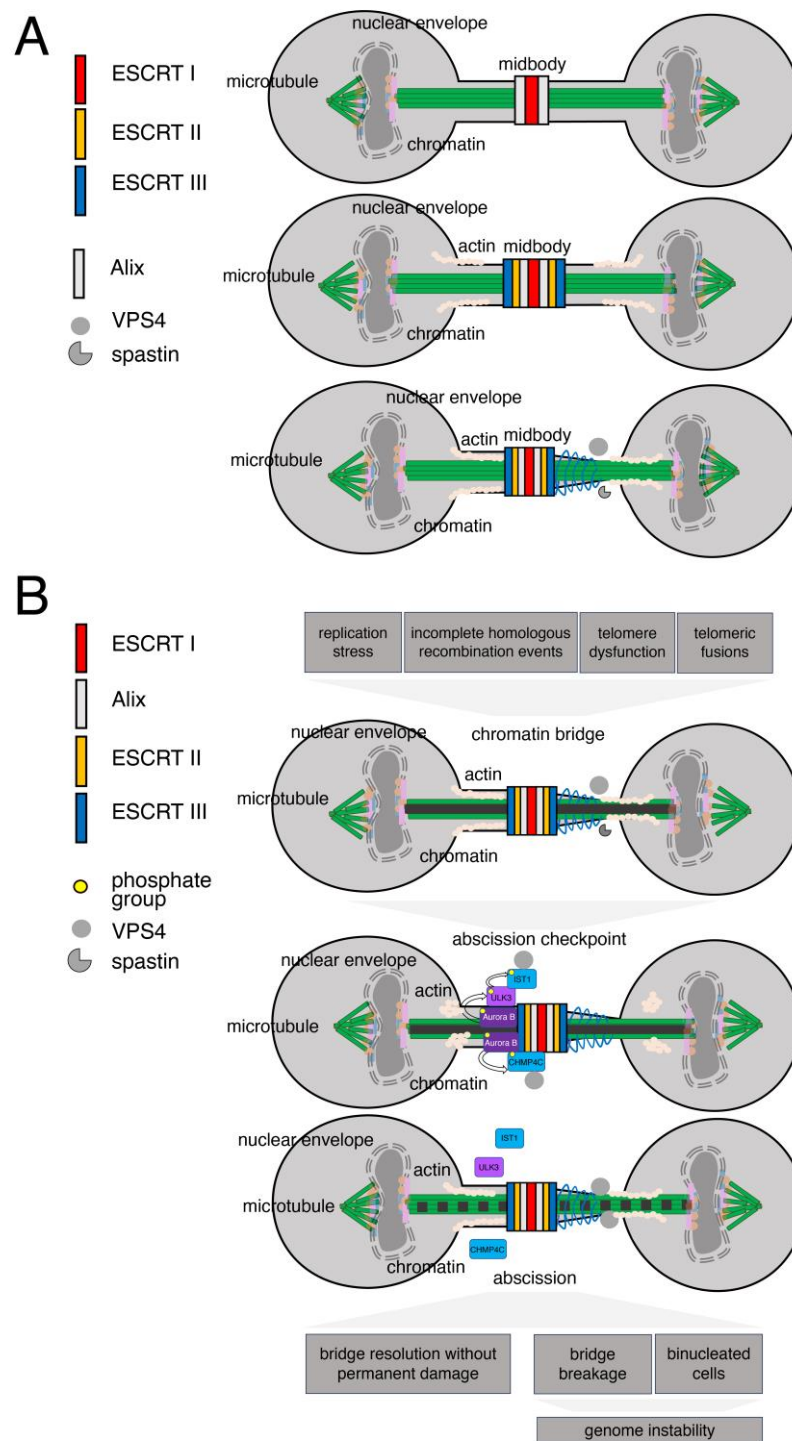 A
ESCRT I
ESCRT II
ESCRT III
Alix
VPS4
spastin
nuclear envelope
midbody
microtubule
chromatin
nuclear envelope
actin midbody
microtubule
chromatin
nuclear envelope
actin
midbody
microtubule
chromatin
B
ESCRT I
Alix
ESCRT II
ESCRT III
phosphate
group
VPS4
spastin
replication
stress
incomplete homologous
recombination events
telomere
dysfunction
telomeric
fusions
nuclear envelope
chromatin bridge
actin
microtubule
chromatin
abscission checkpoint
nuclear envelope
IST1
actin
ULK3
Aurora B
microtubule
Aurora B
CHMP4C
chromatin
IST1
nuclear envelope
actin
ULK3
microtubule
CHMP4C
chromatin
abscission
bridge resolution without
permanent damage
bridge
breakage
binucleated
cells
genome instability